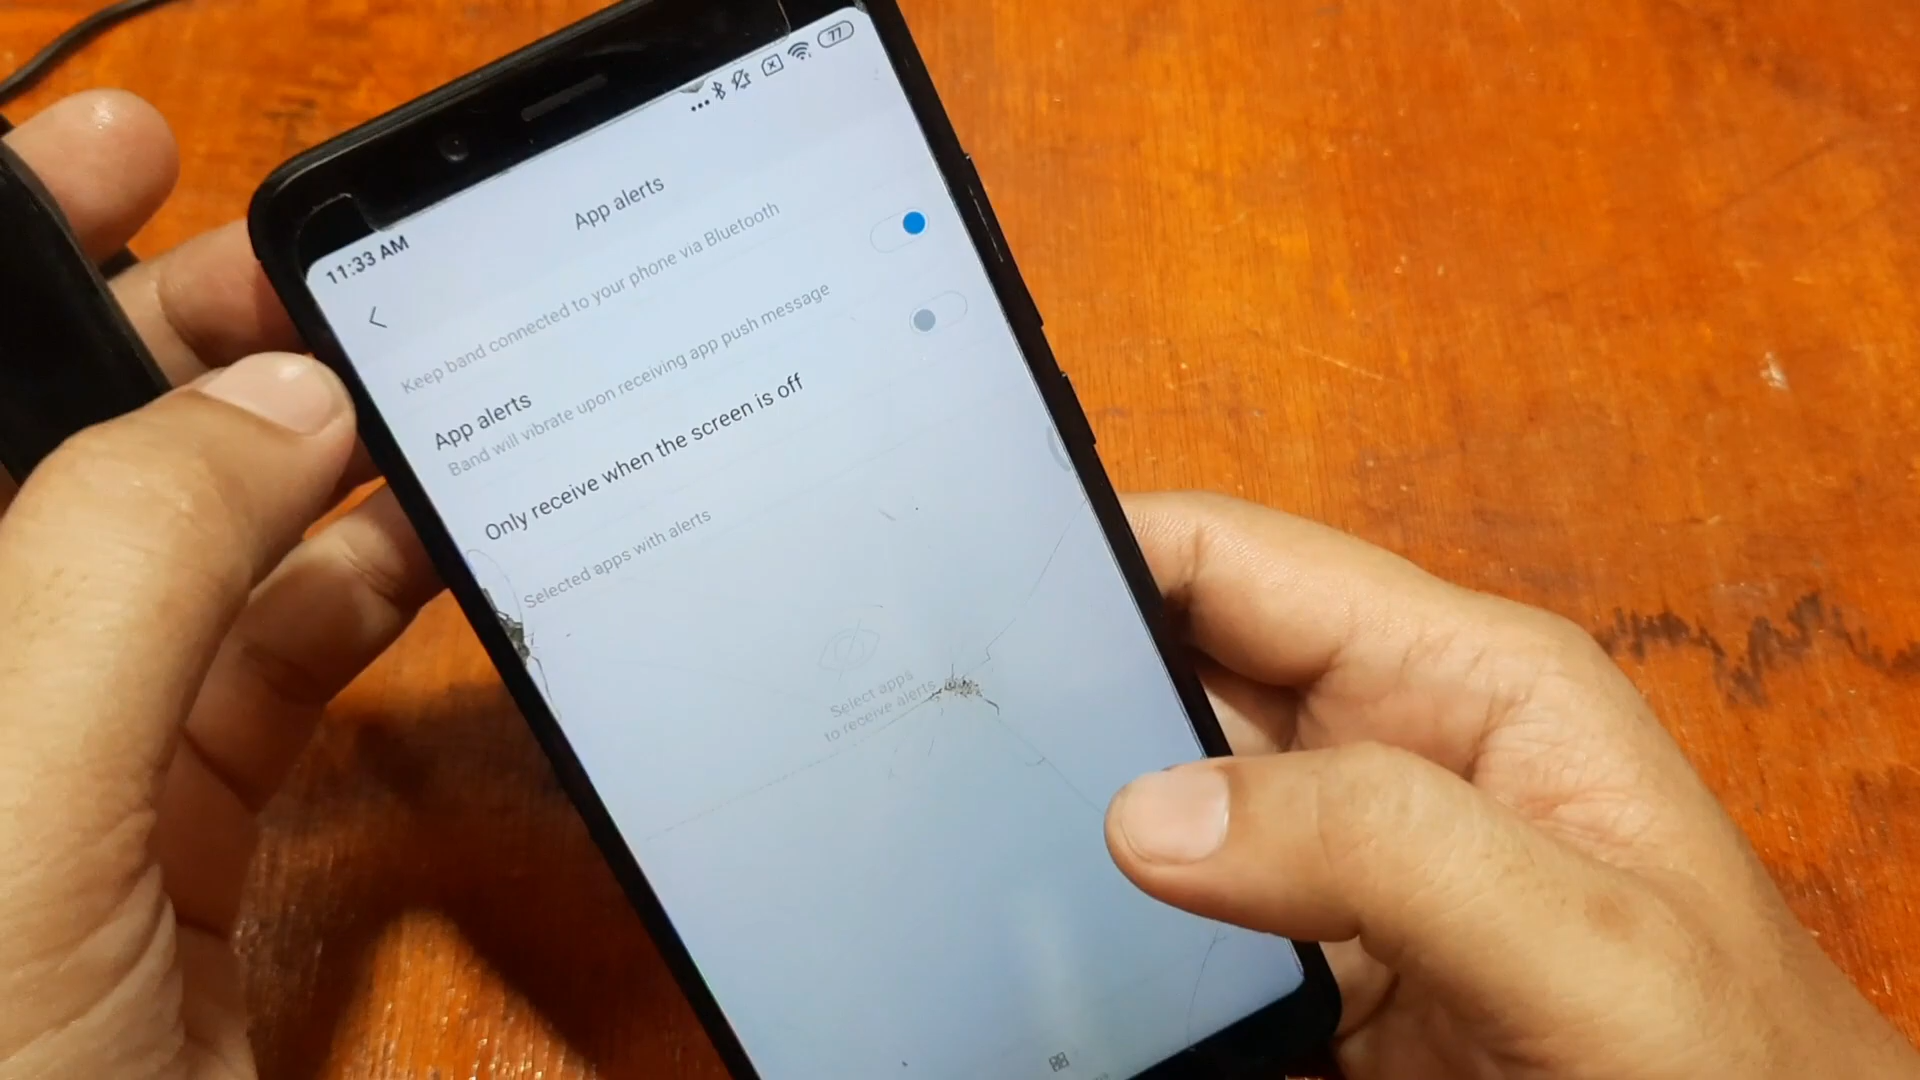 77
11:33 AM
App alerts
Keep band connected to your phone via Bluetooth
App alerts
Band will vibrate upon receiving app push message
Only receive when the screen is off
Selected apps with alerts
Select apps
to receive alerts